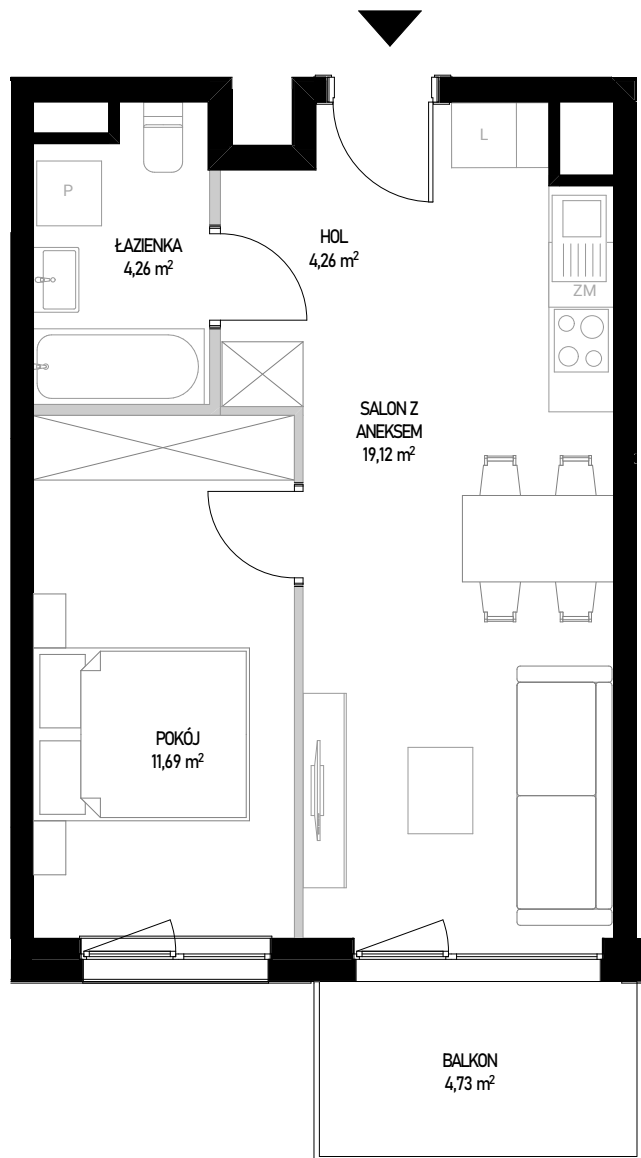 L
P
HOL
4,26 m²
ŁAZIENKA
4,26 m²
ZM
SALON Z
ANEKSEM
19,12 m²
POKÓJ
11,69 m²
BALKON
4,73 m²